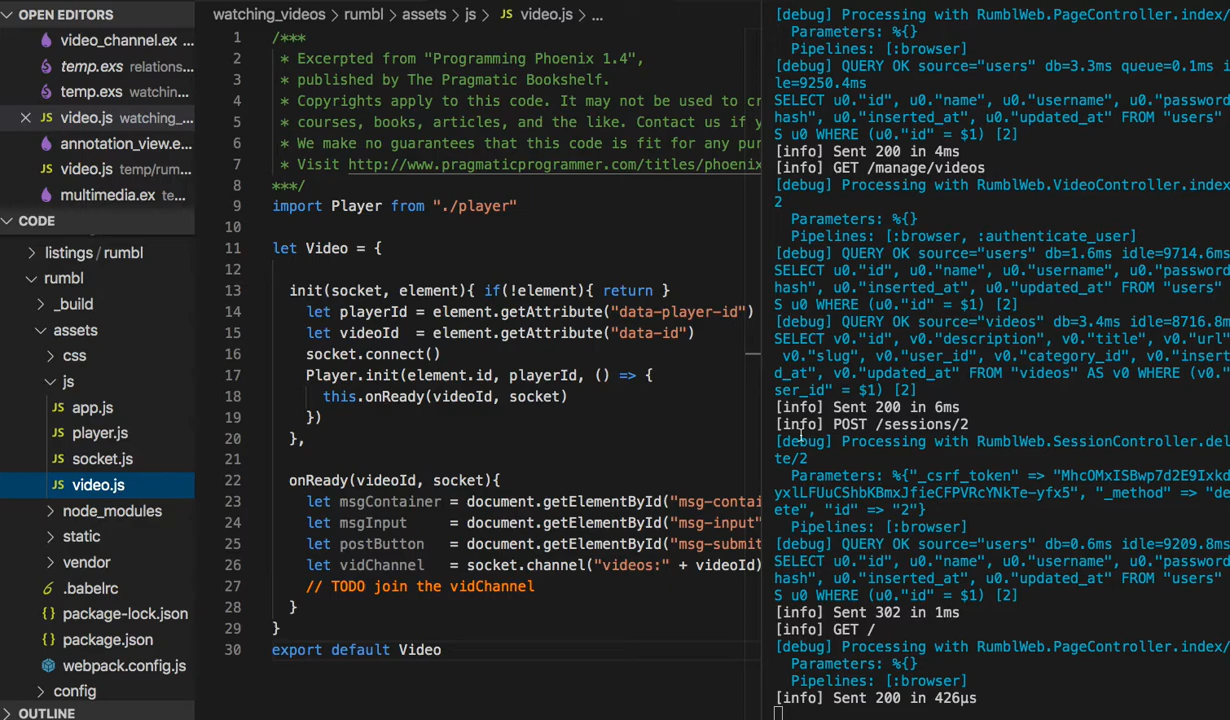 OPEN EDITORS
video_channel.ex
temp.exs relations...
temp.exs watchin...
JS video.js watching_...
annotation_view.e...
JS video.js temp/rum...
multimedia.ex te...
CODE
listings / rumbl
rumbl
_build
assets
css
js
JS app.js
JS player.js
JS socket.js
JS video.js
node_modules
static
vendor
.babelrc
{ } package-lock.json
{ } package.json
webpack.config.js
config
OUTLINE
watching_videos > rumbl > assets > js > JS video.js > ...
1 /***
2 * Excerpted from "Programming Phoenix 1.4",
3 * published by The Pragmatic Bookshelf.
4 * Copyrights apply to this code. It may not be used to cr
5 * courses, books, articles, and the like. Contact us if y
6 * We make no guarantees that this code is fit for any pur
7 * Visit http://www.pragmaticprogrammer.com/titles/phoenix
8 ***/
9 import Player from "./player"
10
11 let Video = {
12
13 init(socket, element){ if(!element){ return }
14 let playerId = element.getAttribute("data-player-id")
15 let videoId = element.getAttribute("data-id")
16 socket.connect()
17 Player.init(element.id, playerId, () => {
18 this.onReady(videoId, socket)
19 })
20 },
21
22 onReady(videoId, socket){
23 let msgContainer = document.getElementById("msg-contai
24 let msgInput = document.getElementById("msg-input"
25 let postButton = document.getElementById("msg-submit
26 let vidChannel = socket.channel("videos:" + videoId)
27 // TODO join the vidChannel
28 }
29 }
30 export default Video
[debug] Processing with RumblWeb.PageController.index/
Parameters: %{}
Pipelines: [:browser]
[debug] QUERY OK source="users" db=3.3ms queue=0.1ms i
le=9250.4ms
SELECT u0."id", u0."name", u0."username", u0."password
hash", u0."inserted_at", u0."updated_at" FROM "users"
S u0 WHERE (u0."id" = $1) [2]
[info] Sent 200 in 4ms
[info] GET /manage/videos
[debug] Processing with RumblWeb.VideoController.index
2
Parameters: %{}
Pipelines: [:browser, :authenticate_user]
[debug] QUERY OK source="users" db=1.6ms idle=9714.6m
SELECT u0."id", u0."name", u0."username", u0."password
hash", u0."inserted_at", u0."updated_at" FROM "users"
S u0 WHERE (u0."id" = $1) [2]
[debug] QUERY OK source="videos" db=3.4ms idle=8716.8m
SELECT v0."id", v0."description", v0."title", v0."url"
v0."slug", v0."user_id", v0."category_id", v0."insert
d_at", v0."updated_at" FROM "videos" AS v0 WHERE (v0."
ser_id" = $1) [2]
[info] Sent 200 in 6ms
[info] POST /sessions/2
[debug] Processing with RumblWeb.SessionController.del
te/2
Parameters: %{"_csrf_token" => "MhcOMxISBwp7d2E9Ixkd
yxlLFUuCShbKBmxJfieCFPVRcYNkTe-yfx5", "_method" => "de
ete", "id" => "2"}
Pipelines: [:browser]
[debug] QUERY OK source="users" db=0.6ms idle=9209.8ms
SELECT u0."id", u0."name", u0."username", u0."password
hash", u0."inserted_at", u0."updated_at" FROM "users"
S u0 WHERE (u0."id" = $1) [2]
[info] Sent 302 in 1ms
[info] GET /
[debug] Processing with RumblWeb.PageController.index/
Parameters: %{}
Pipelines: [:browser]
[info] Sent 200 in 426µs